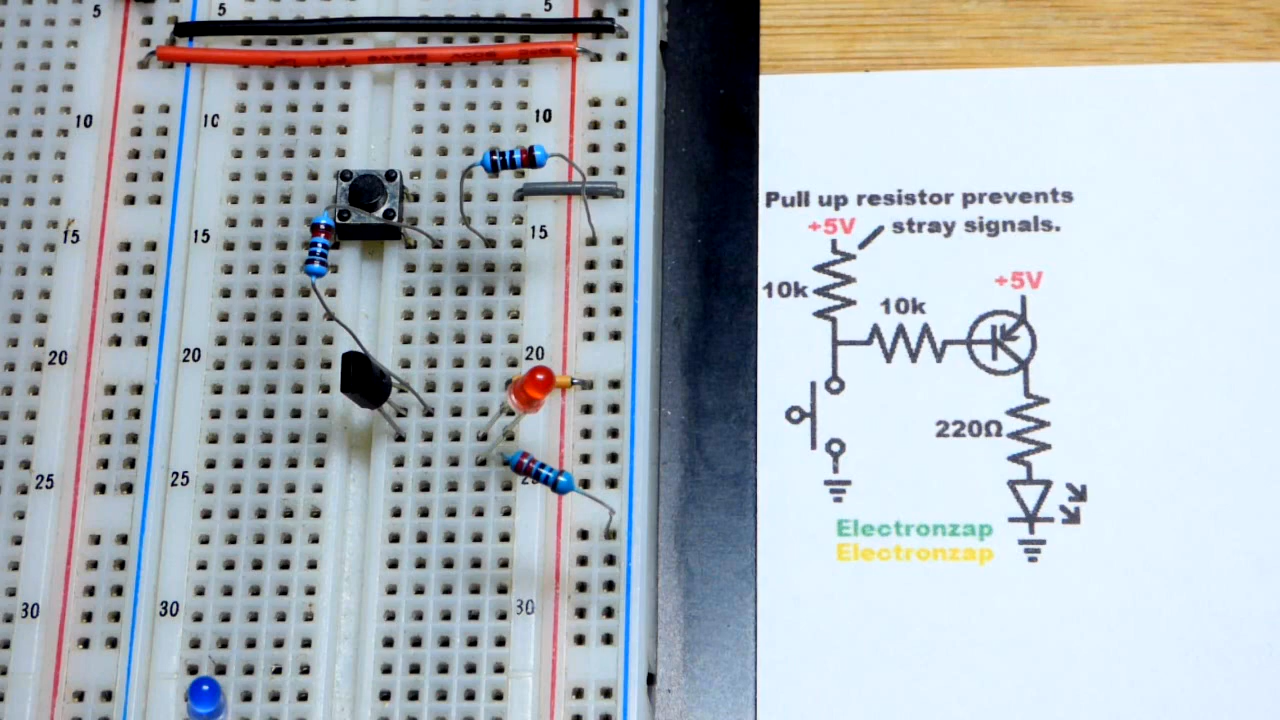 5
5
5
10
10
10
15
15
15
20
20
20
25
25
30
30
30
Pull up resistor prevents
+5V stray signals.
+5V
10k
10k
220Ω
Electronzap
Electronzap